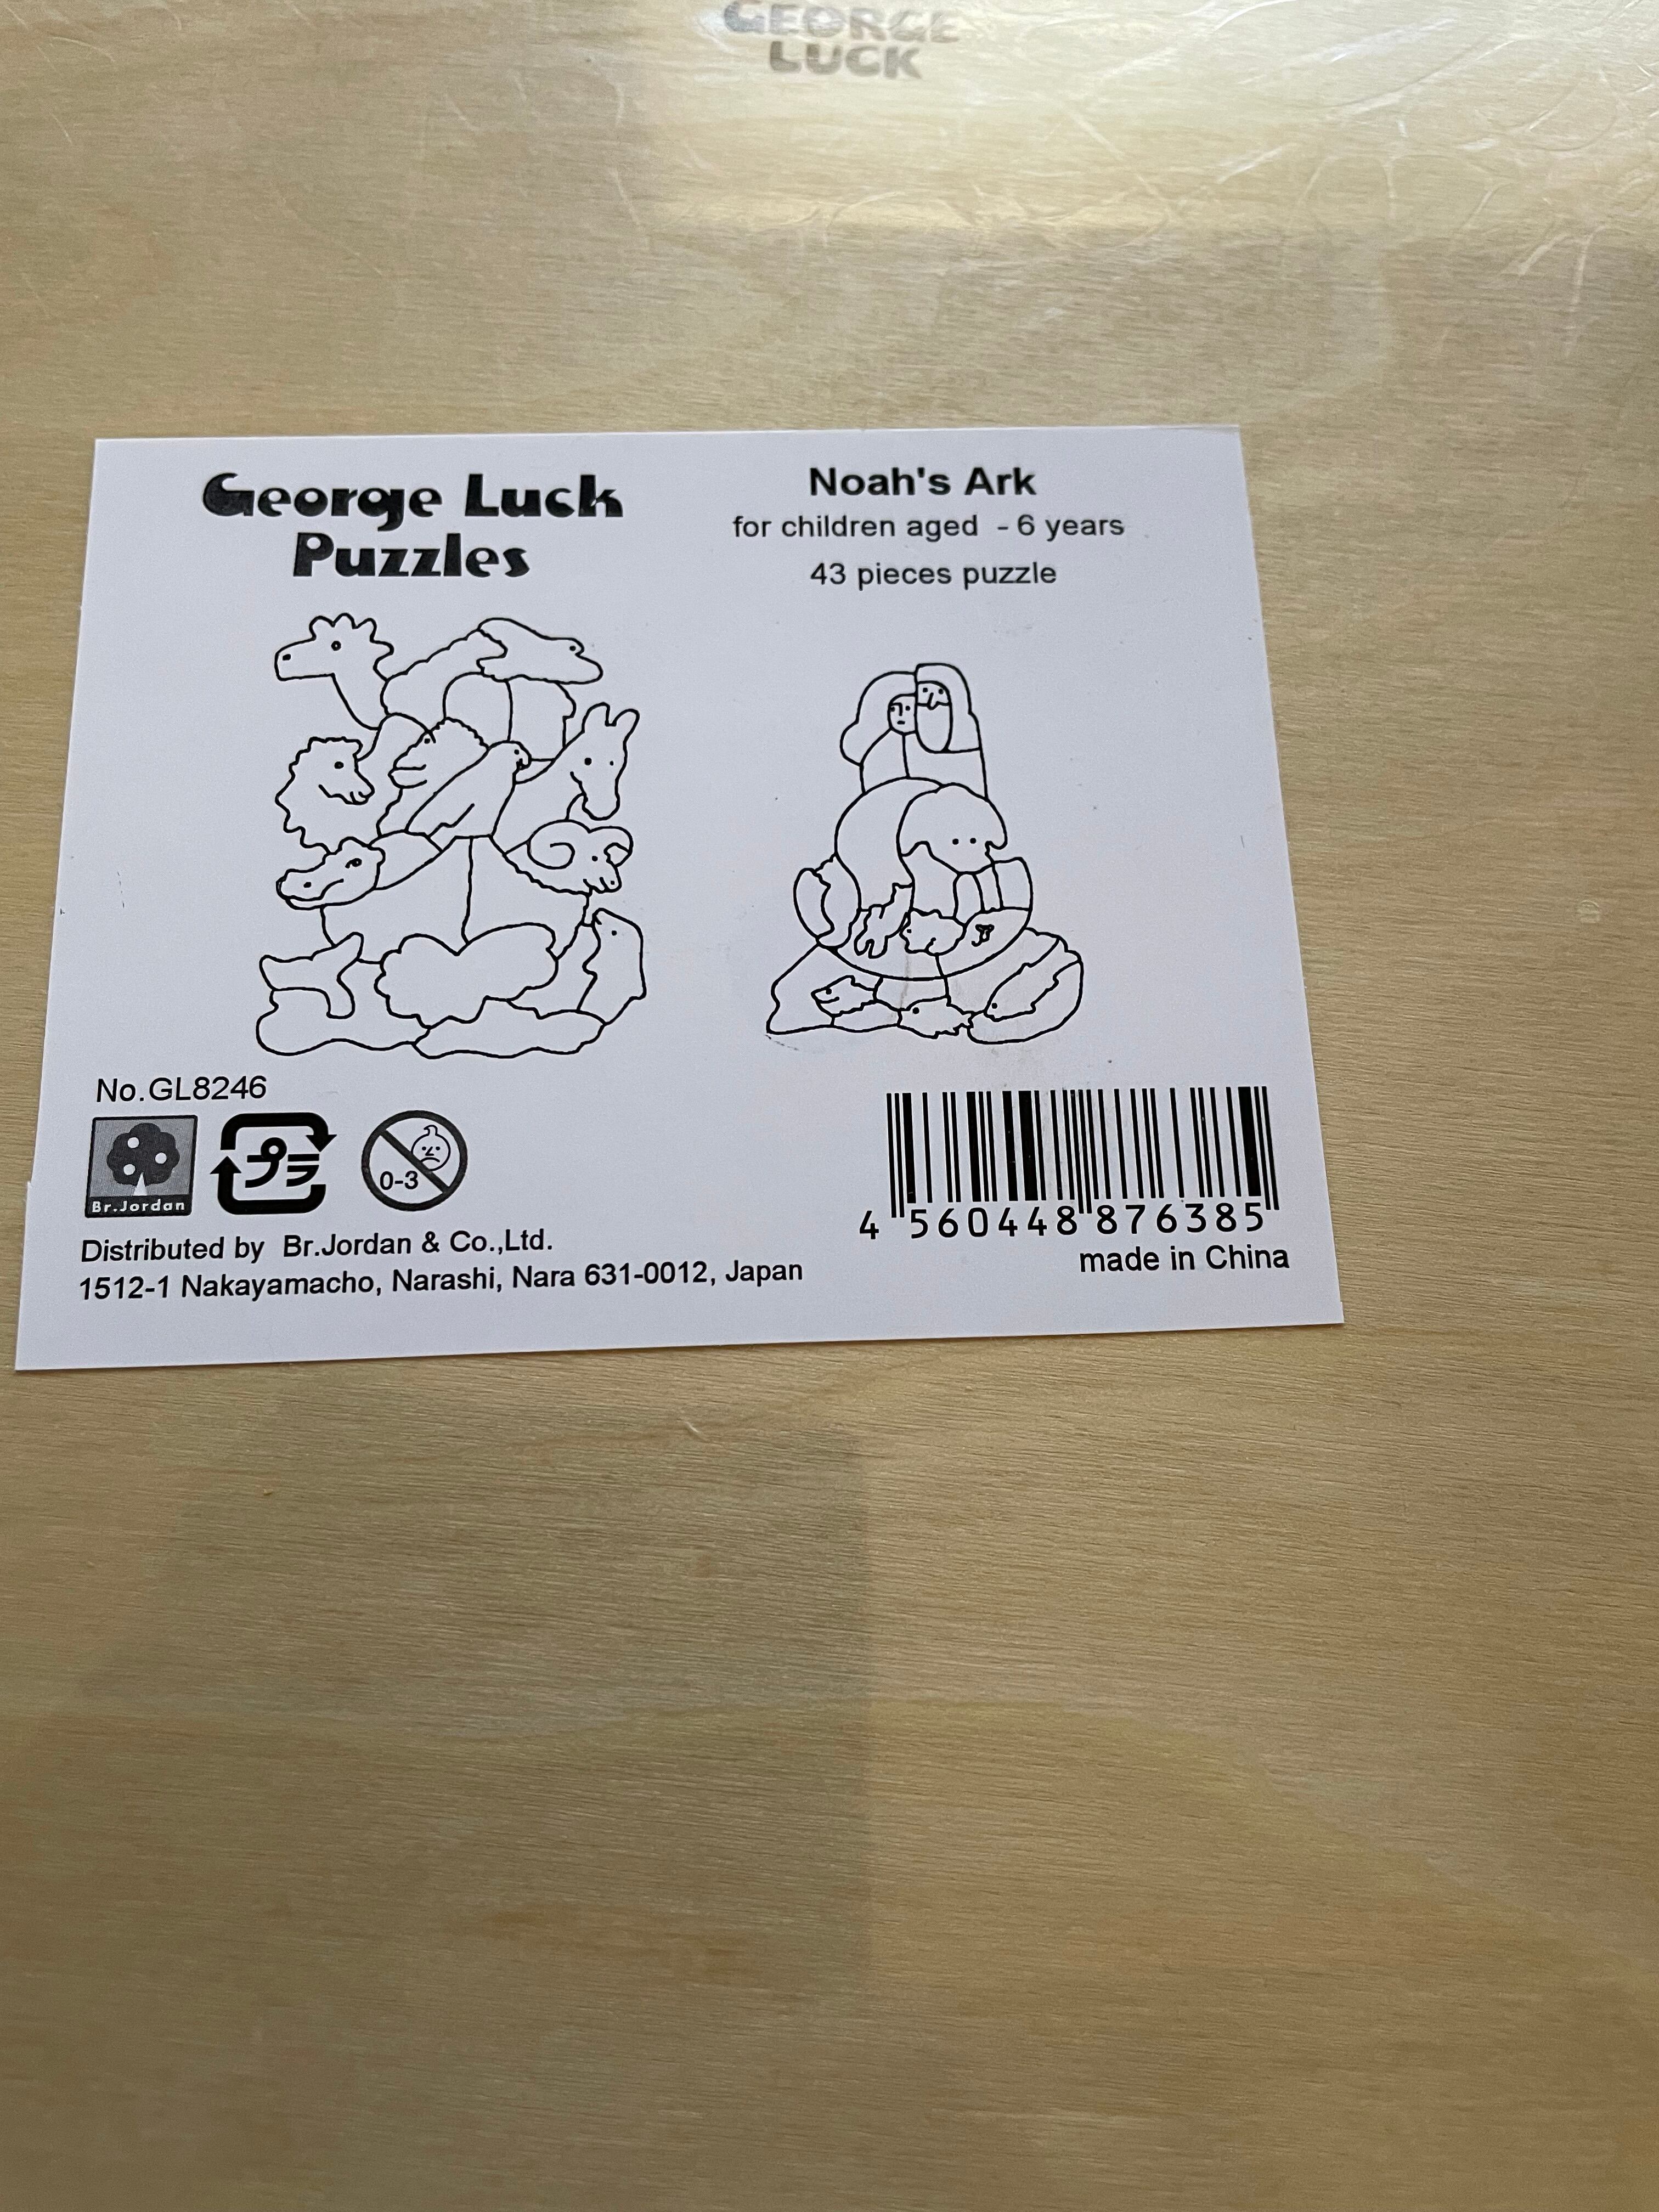 GEORGE
LUCK
George Luck
Puzzles
Noah's Ark
for children aged - 6 years
43 pieces puzzle
No.GL8246
Br.Jordan
プラ
0-3
Distributed by Br.Jordan & Co.,Ltd.
1512-1 Nakayamacho, Narashi, Nara 631-0012, Japan
4 560448 876385
made in China